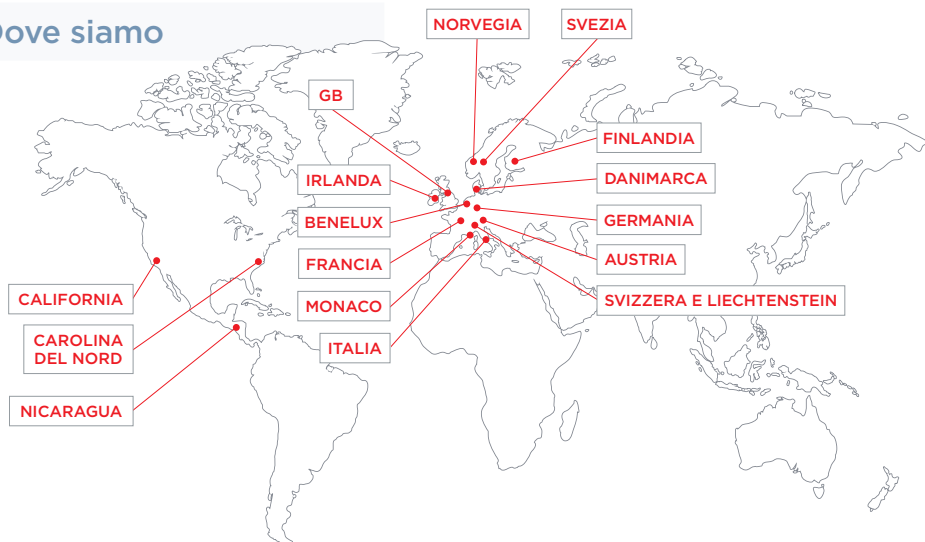 Dove siamo
NORVEGIA
SVEZIA
GB
FINLANDIA
IRLANDA
DANIMARCA
BENELUX
GERMANIA
FRANCIA
AUSTRIA
CALIFORNIA
MONACO
SVIZZERA E LIECHTENSTEIN
CAROLINA
DEL NORD
ITALIA
NICARAGUA